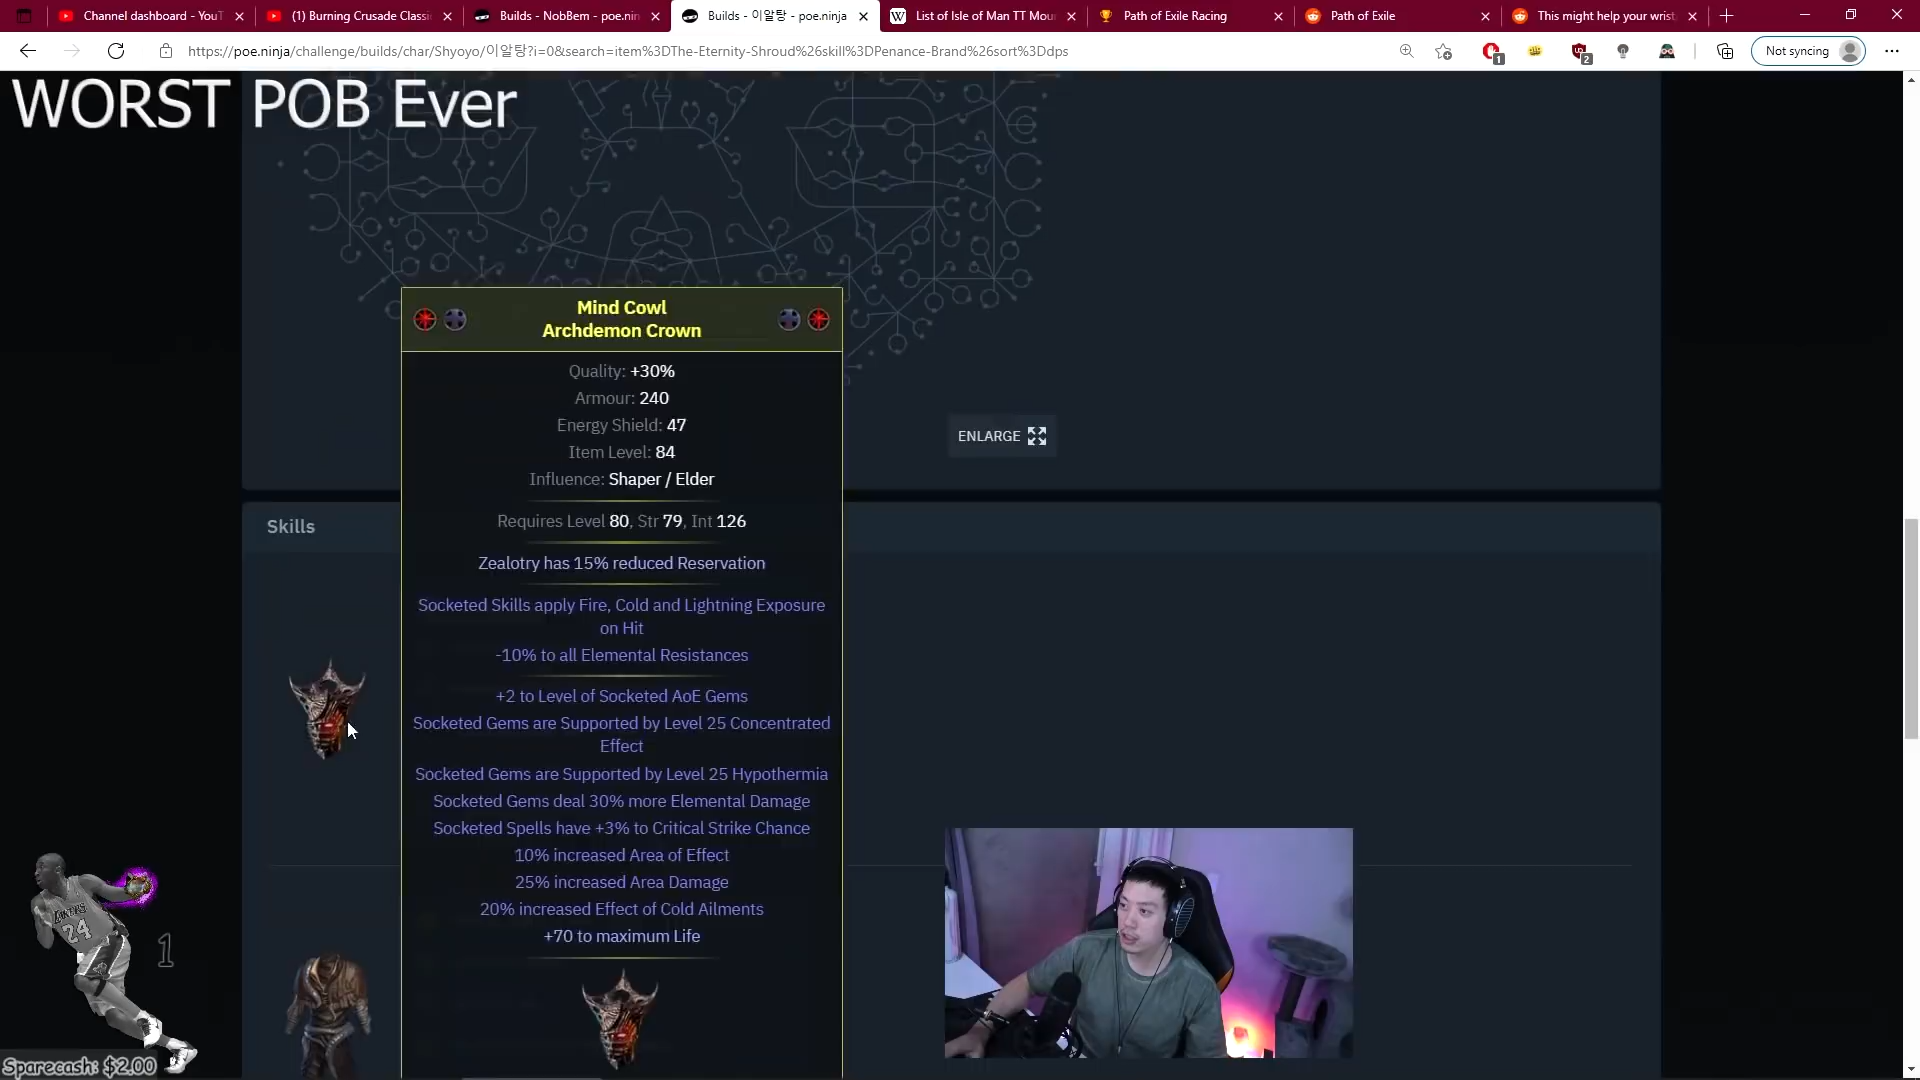 Channel dashboard - YouT
(1) Burning Crusade Classi
Builds - NobBem - poe.nin
Builds - 이알탕 - poe.ninja
List of Isle of Man TT Mou
Path of Exile Racing
Path of Exile
This might help your wrist
https://poe.ninja/challenge/builds/char/Shyoyo/이알탕?i=0&search=item%3DThe-Eternity-Shroud%26skill%3DPenance-Brand%26sort%3Ddps
1
2
Not syncing
WORST POB Ever
Mind Cowl
Archdemon Crown
Quality: +30%
Armour: 240
Energy Shield: 47
Item Level: 84
Influence: Shaper / Elder
Requires Level 80, Str 79, Int 126
Zealotry has 15% reduced Reservation
Socketed Skills apply Fire, Cold and Lightning Exposure
on Hit
-10% to all Elemental Resistances
+2 to Level of Socketed AoE Gems
Socketed Gems are Supported by Level 25 Concentrated
Effect
Socketed Gems are Supported by Level 25 Hypothermia
Socketed Gems deal 30% more Elemental Damage
Socketed Spells have +3% to Critical Strike Chance
10% increased Area of Effect
25% increased Area Damage
20% increased Effect of Cold Ailments
+70 to maximum Life
ENLARGE
Skills
LAKERS
24
1
Sparecash: $2.00